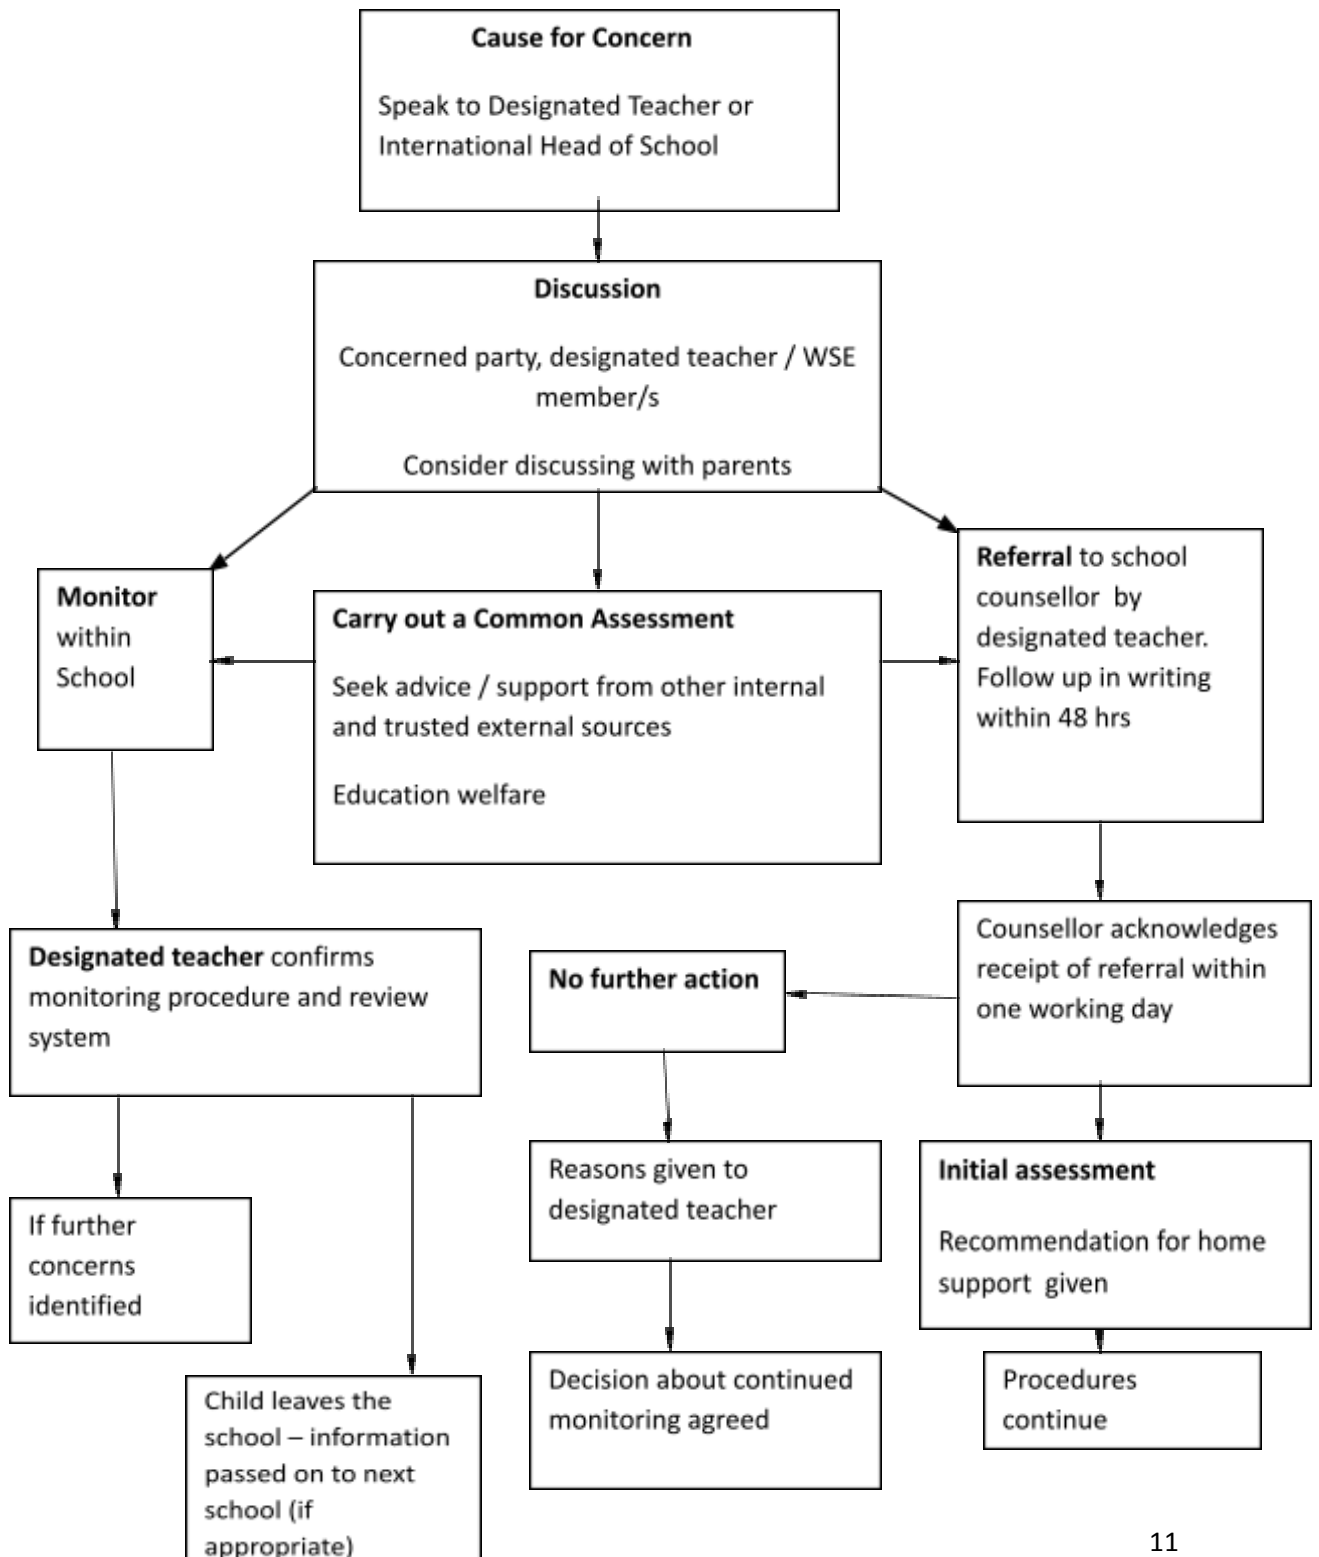 Cause for Concern
Speak to Designated Teacher or
International Head of School
Discussion
Concerned party, designated teacher / WSE
member/s
Consider discussing with parents
Monitor
within
School
Carry out a Common Assessment
Seek advice / support from other internal
and trusted external sources
Education welfare
Referral to school
counsellor by
designated teacher.
Follow up in writing
within 48 hrs
Designated teacher confirms
monitoring procedure and review
system
No further action
Counsellor acknowledges
receipt of referral within
one working day
If further
concerns
identified
Reasons given to
designated teacher
Initial assessment
Recommendation for home
support given
Child leaves the
school – information
passed on to next
school (if
appropriate)
Decision about continued
monitoring agreed
Procedures
continue
11